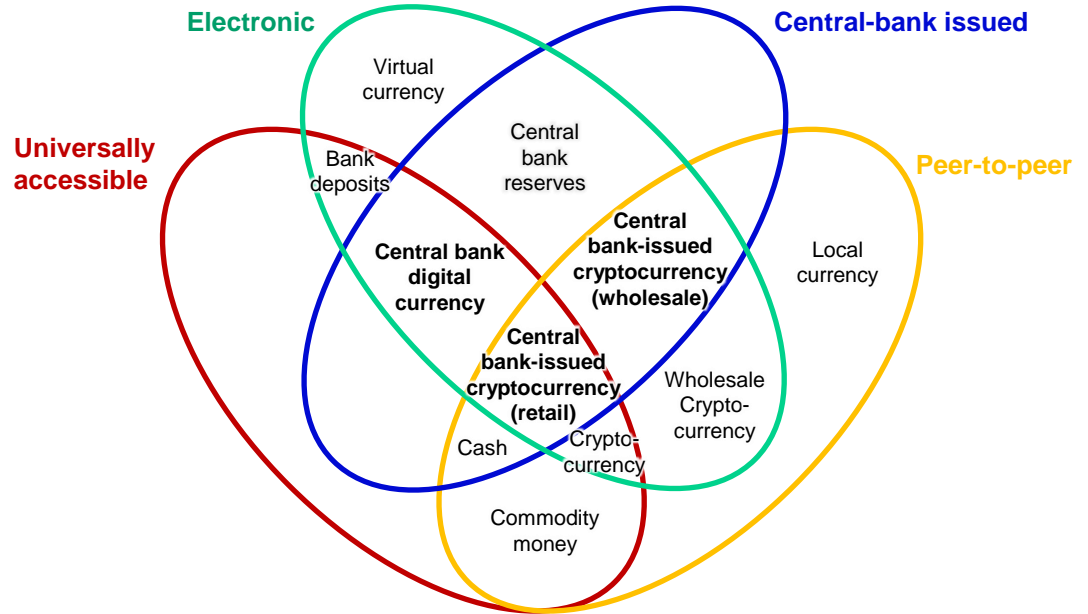 Electronic
Central-bank issued
Virtual
currency
Universally
accessible
Central
bank
reserves
Peer-to-peer
Bank
deposits
Central bank
digital
currency
Central
bank-issued
cryptocurrency
(wholesale)
Local
currency
Central
bank-issued
cryptocurrency
(retail)
Wholesale
Crypto-
currency
Cash
Crypto-
currency
Commodity
money